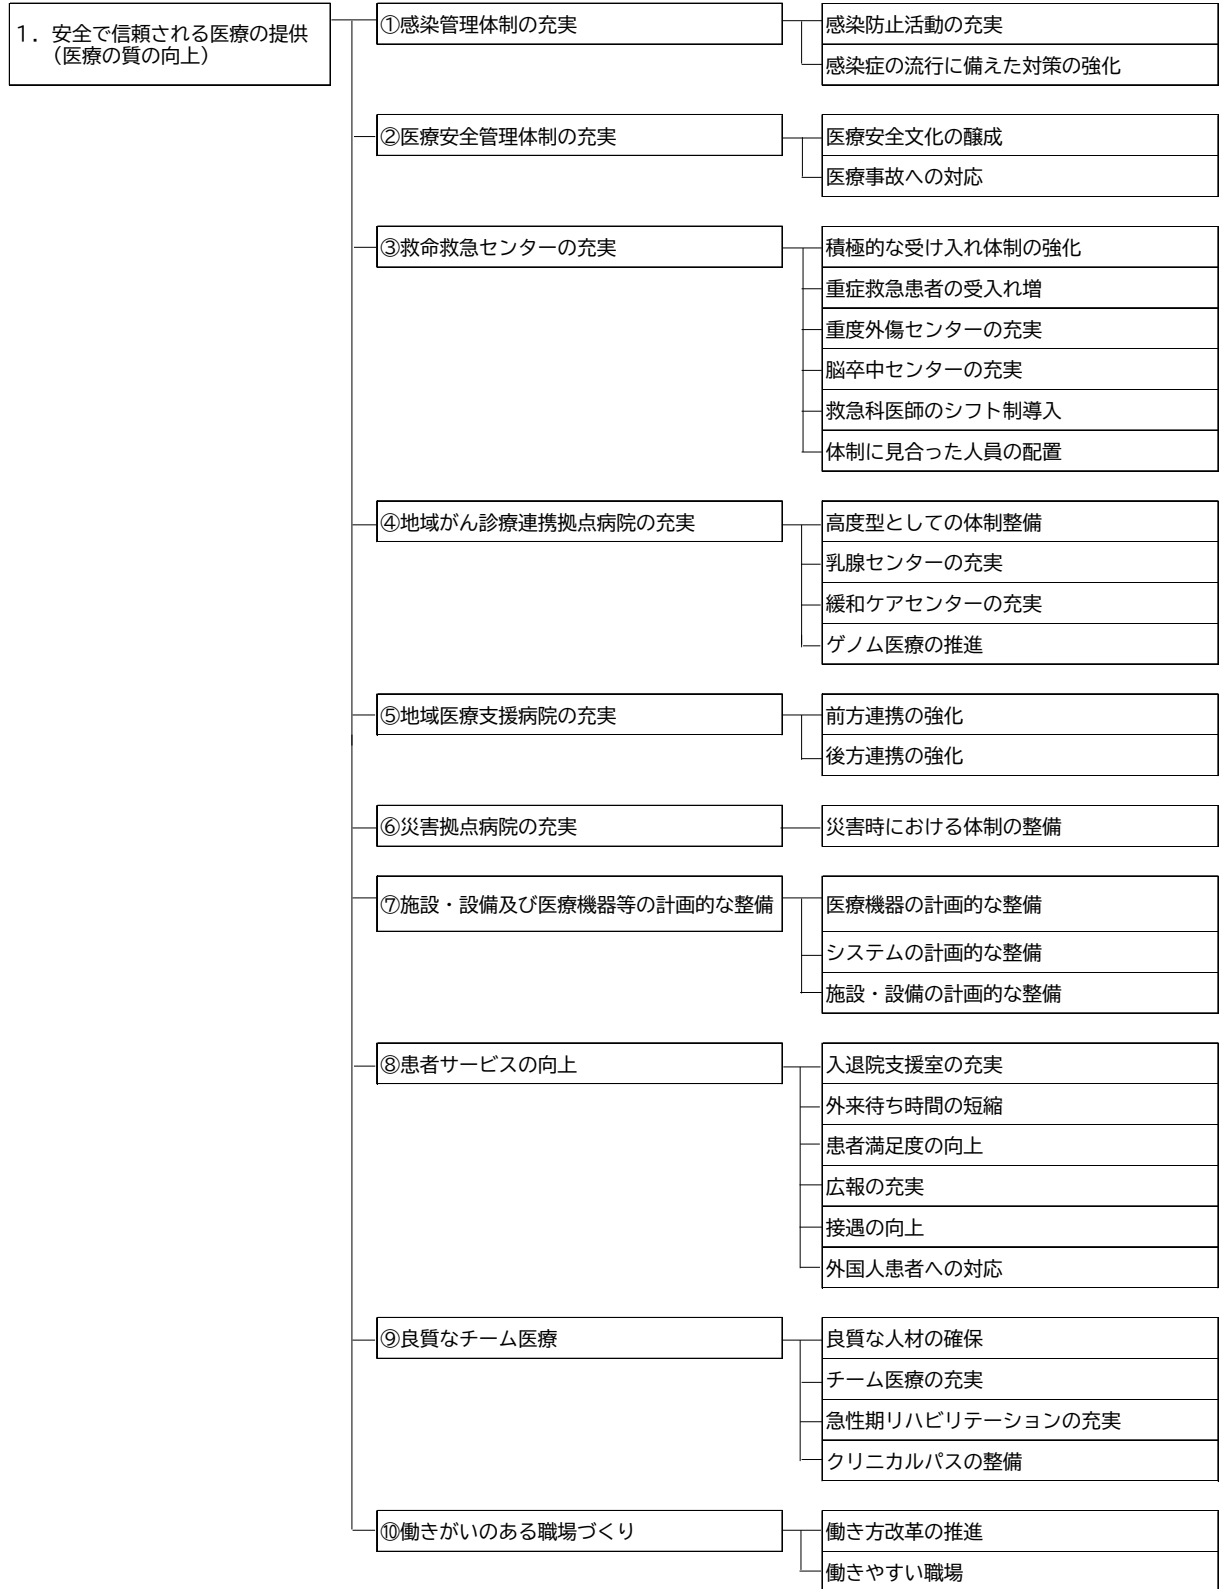 １．安全で信頼される医療の提供
（医療の質の向上）
①感染管理体制の充実
感染防止活動の充実
感染症の流行に備えた対策の強化
②医療安全管理体制の充実
医療安全文化の醸成
医療事故への対応
③救命救急センターの充実
積極的な受け入れ体制の強化
重症救急患者の受入れ増
重度外傷センターの充実
脳卒中センターの充実
救急科医師のシフト制導入
体制に見合った人員の配置
④地域がん診療連携拠点病院の充実
高度型としての体制整備
乳腺センターの充実
緩和ケアセンターの充実
ゲノム医療の推進
⑤地域医療支援病院の充実
前方連携の強化
後方連携の強化
⑥災害拠点病院の充実
災害時における体制の整備
⑦施設・設備及び医療機器等の計画的な整備
医療機器の計画的な整備
システムの計画的な整備
施設・設備の計画的な整備
⑧患者サービスの向上
入退院支援室の充実
外来待ち時間の短縮
患者満足度の向上
広報の充実
接遇の向上
外国人患者への対応
⑨良質なチーム医療
良質な人材の確保
チーム医療の充実
急性期リハビリテーションの充実
クリニカルパスの整備
⑩働きがいのある職場づくり
働き方改革の推進
働きやすい職場